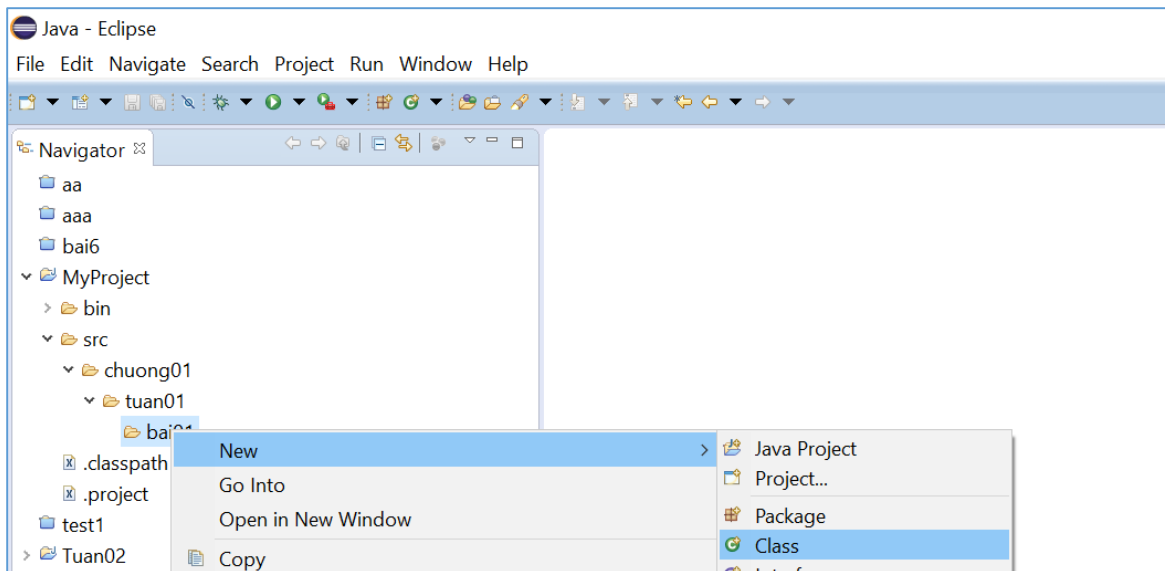 Java - Eclipse
File Edit Navigate Search Project Run Window Help
Navigator
aa
aaa
bai6
MyProject
bin
src
chuong01
tuan01
bai01
New
Java Project
.classpath
Go Into
Project...
.project
Open in New Window
Package
test1
Class
Tuan02
Copy